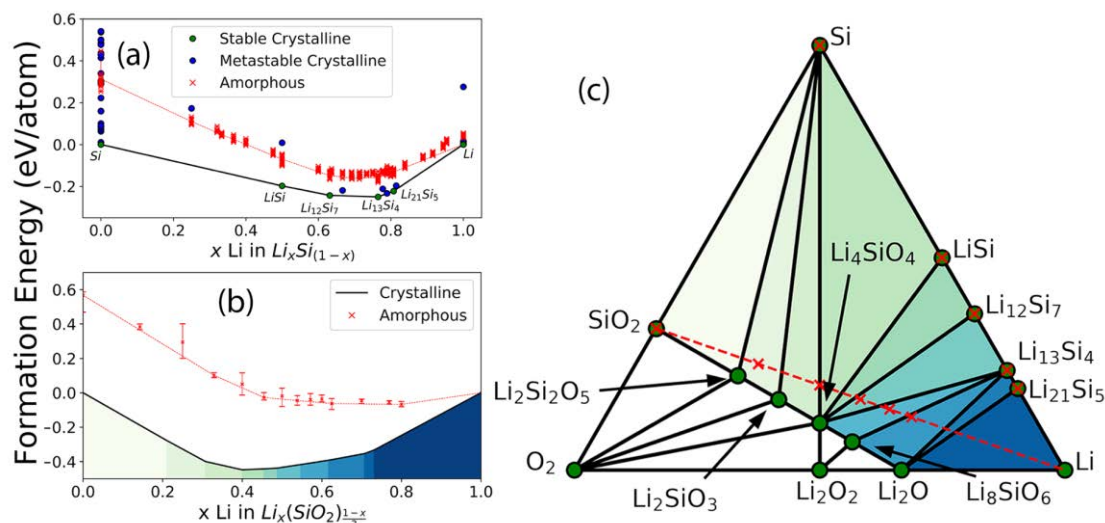 Formation Energy (eV/atom)
(a)
Stable Crystalline
Metastable Crystalline
Amorphous
0.6
0.4
0.2
0.0
−0.2
Si
LiSi
Li12Si7
Li13Si4
Li21Si5
Li
0.0 0.2 0.4 0.6 0.8 1.0
x Li in LixSi(1−x)
(b)
Crystalline
Amorphous
0.6
0.4
0.2
0.0
−0.2
−0.4
0.0 0.2 0.4 0.6 0.8 1.0
x Li in Lix(SiO2)1−x
(c)
Si
Li4SiO4
LiSi
SiO2
Li12Si7
Li13Si4
Li21Si5
Li2Si2O5
O2
Li
Li2SiO3
Li2O2
Li2O
Li8SiO6